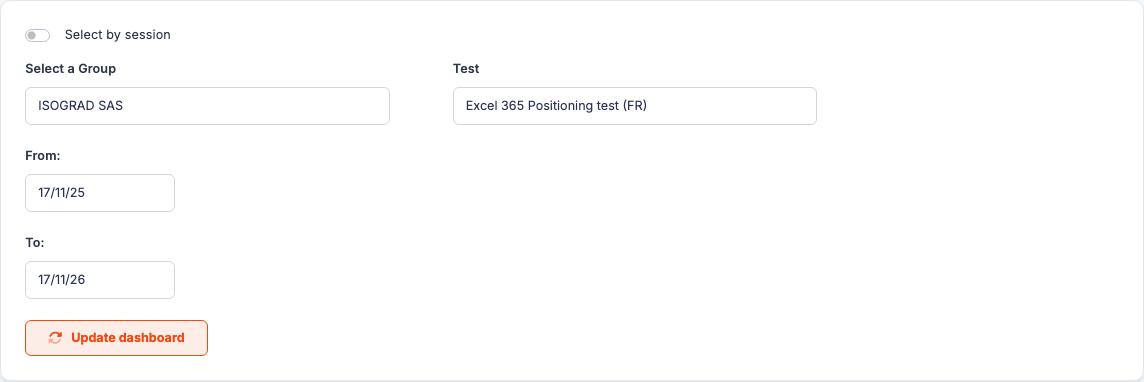 Select by session
Select a Group
Test
ISOGRAD SAS
Excel 365 Positioning test (FR)
From:
17/11/25
To:
17/11/26
Update dashboard